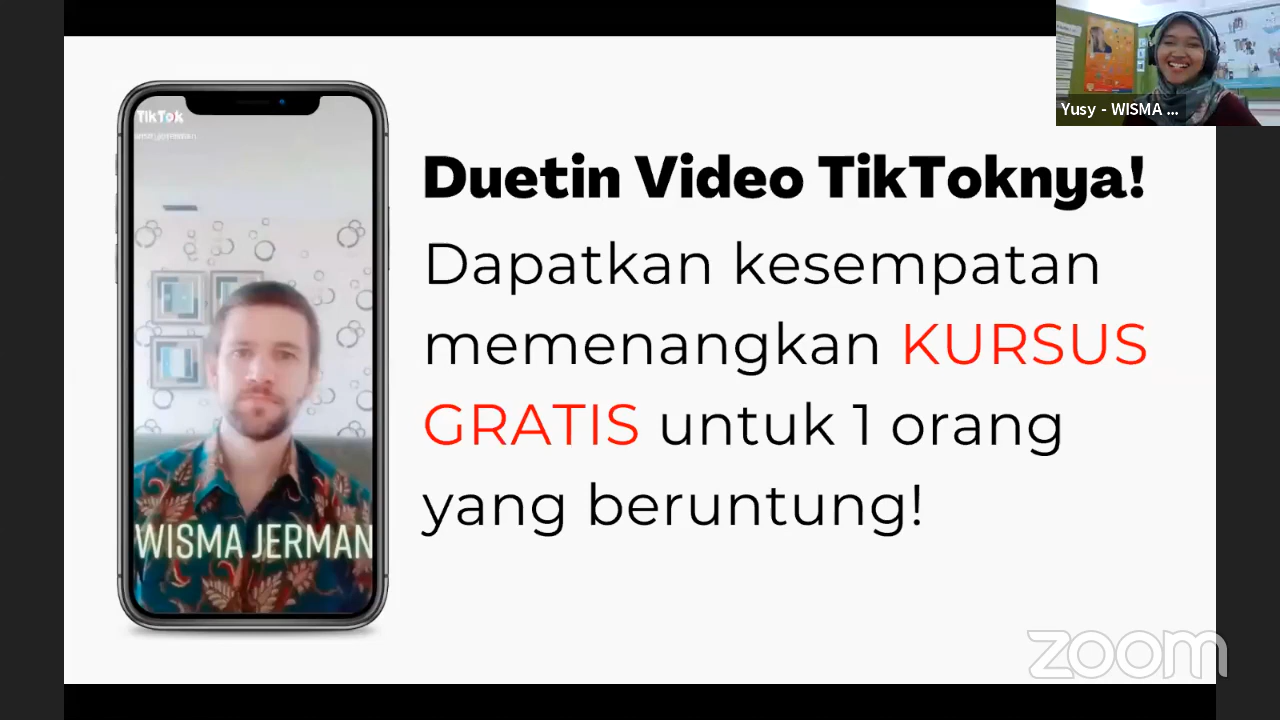 TikTok
Yusy - WISMA ...
Duetin Video TikToknya!
Dapatkan kesempatan
memenangkan KURSUS
GRATIS untuk 1 orang
yang beruntung!
WISMA JERMAN
zoom